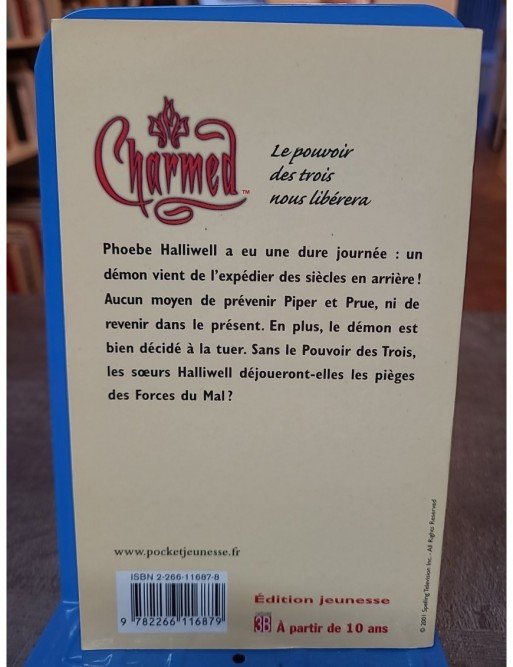 Charmed™
Le pouvoir
des trois
nous libérera
Phoebe Halliwell a eu une dure journée : un
démon vient de l'expédier des siècles en arrière !
Aucun moyen de prévenir Piper et Prue, ni de
revenir dans le présent. En plus, le démon est
bien décidé à la tuer. Sans le Pouvoir des Trois,
les sœurs Halliwell déjoueront-elles les pièges
des Forces du Mal ?
© 2001 Spelling Television Inc. - All Rights Reserved
www.pocketjeunesse.fr
ISBN 2-266-11687-8
9 782266 116879
Édition jeunesse
3B À partir de 10 ans